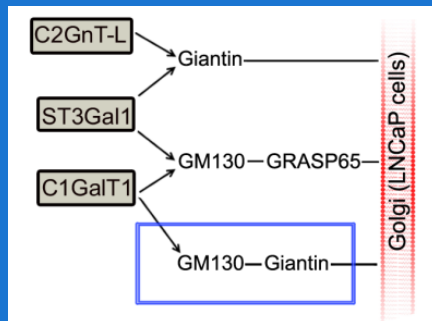 C2GnT-L
Giantin
ST3Gal1
GM130—GRASP65
C1GalT1
GM130—Giantin
Golgi (LNCaP cells)